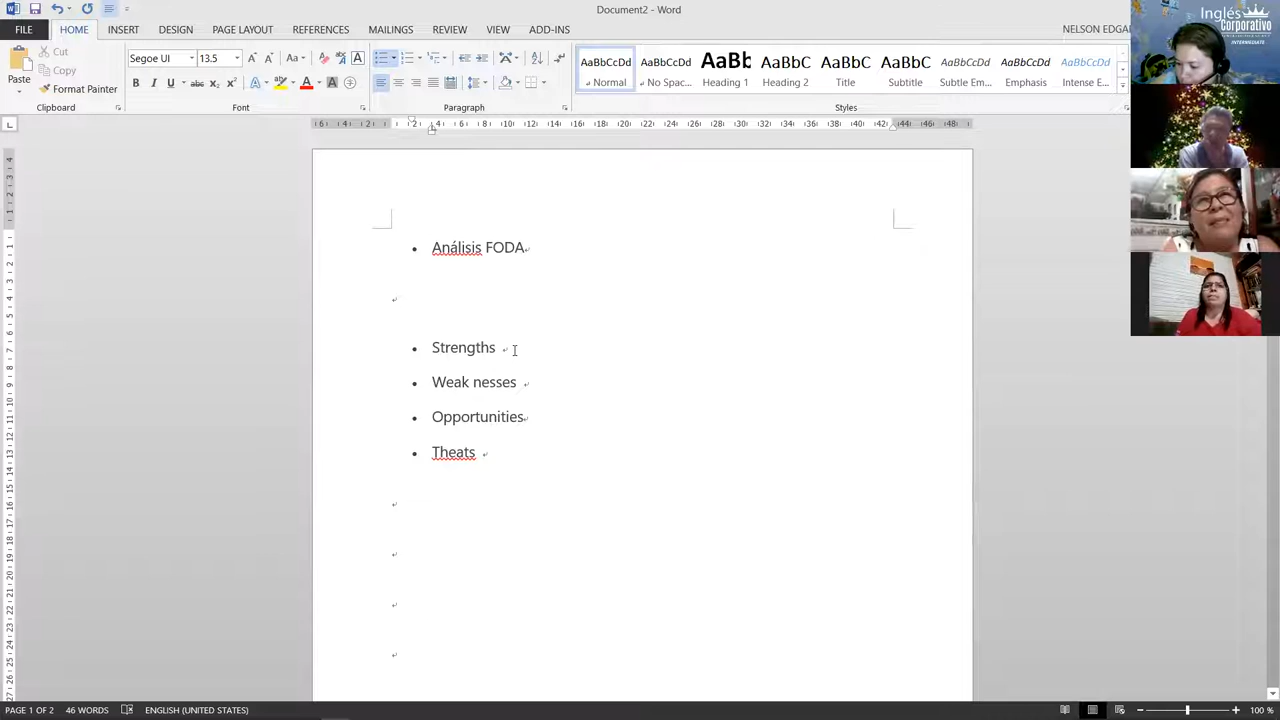 Document2 - Word
NELSON EDGAR
FILE
HOME
INSERT
DESIGN
PAGE LAYOUT
REFERENCES
MAILINGS
REVIEW
VIEW
ADD-INS
Cut
Copy
Format Painter
Paste
Clipboard
Segoe UI
13.5
Font
Paragraph
AaBbCcDd AaBbCcDd AaBb AaBbC AaBbC AaBbC AaBbCcDd AaBbCcDd AaBbCcDd
Normal
No Spac...
Heading 1
Heading 2
Title
Subtitle
Subtle Em...
Emphasis
Intense E...
Styles
Inglés
Corporativo
INTERMEDIATE
• Análisis FODA
• Strengths
• Weak nesses
• Opportunities
• Theats
PAGE 1 OF 2
46 WORDS
ENGLISH (UNITED STATES)
100 %